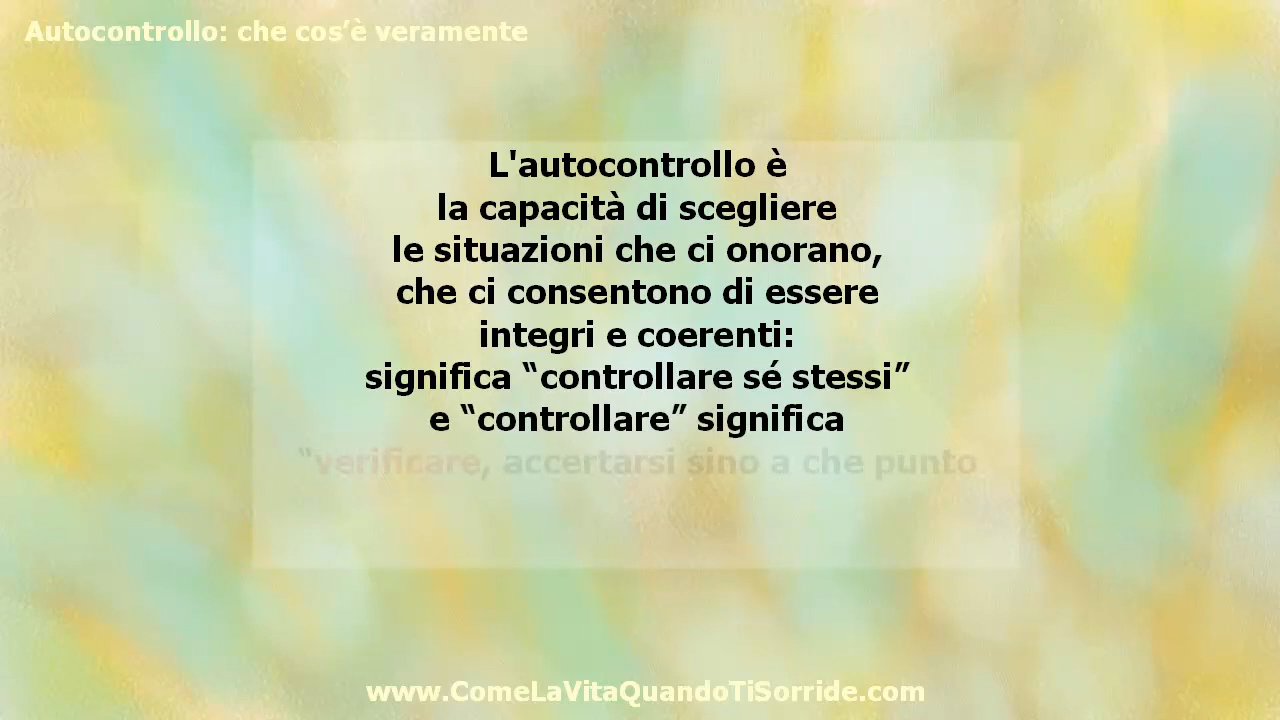 Autocontrollo: che cos’è veramente
L'autocontrollo è
la capacità di scegliere
le situazioni che ci onorano,
che ci consentono di essere
integri e coerenti:
significa “controllare sé stessi”
e “controllare” significa
“verificare, accertarsi sino a che punto
www.ComeLaVitaQuandoTiSorride.com